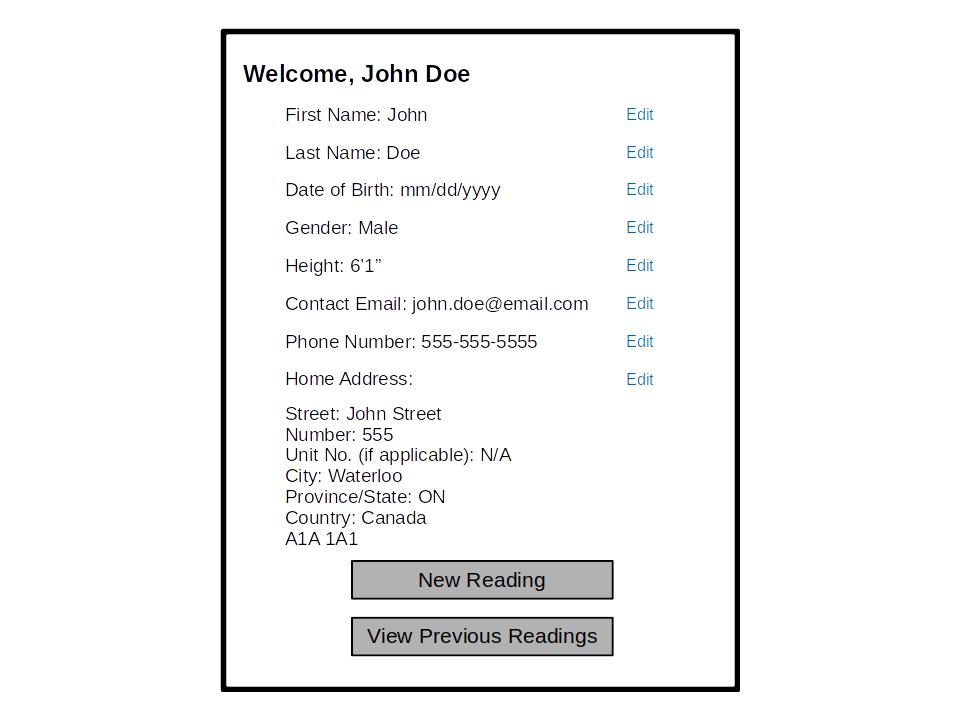 Welcome, John Doe
First Name: John Edit
Last Name: Doe Edit
Date of Birth: mm/dd/yyyy Edit
Gender: Male Edit
Height: 6’1” Edit
Contact Email: john.doe@email.com Edit
Phone Number: 555-555-5555 Edit
Home Address: Edit
Street: John Street
Number: 555
Unit No. (if applicable): N/A
City: Waterloo
Province/State: ON
Country: Canada
A1A 1A1
New Reading
View Previous Readings